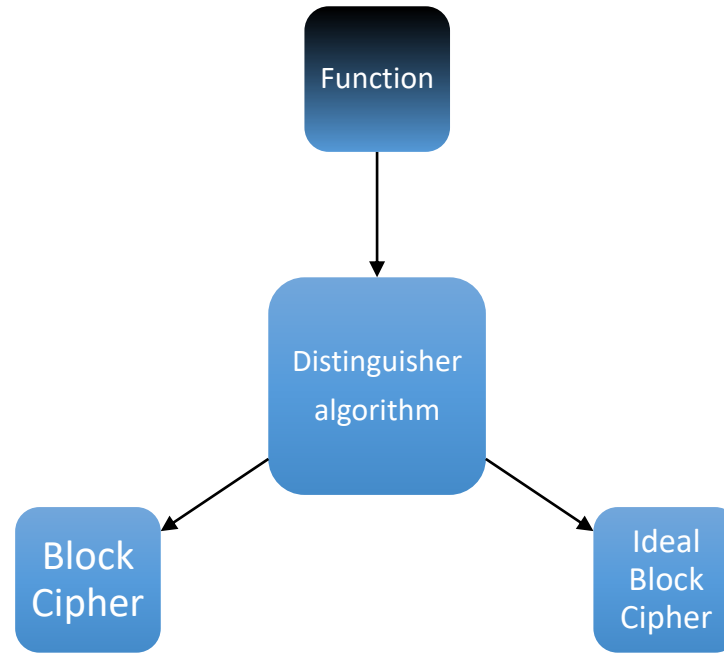 Function
Distinguisher
algorithm
Block
Cipher
Ideal
Block
Cipher